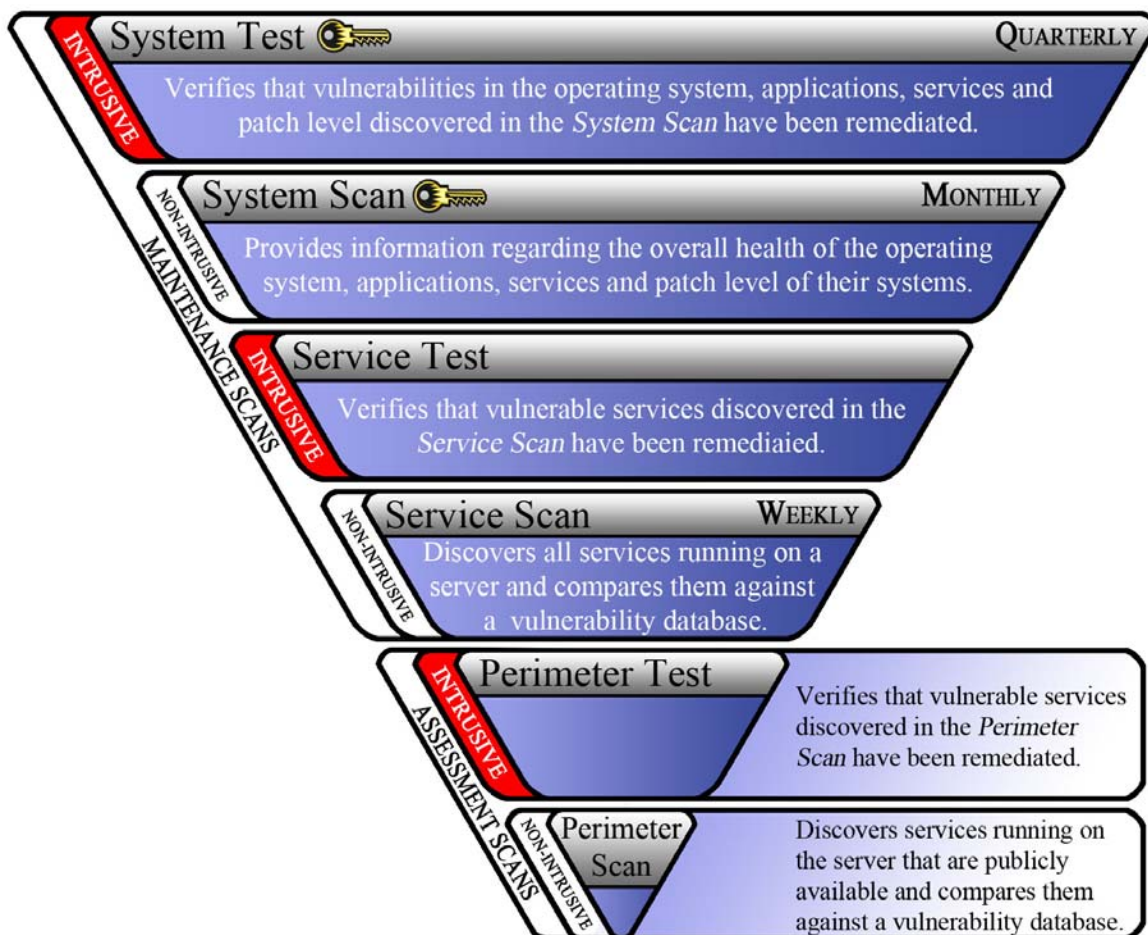 System Test
QUARTERLY
INTRUSIVE
Verifies that vulnerabilities in the operating system, applications, services and
patch level discovered in the System Scan have been remediated.
System Scan
MONTHLY
NON-INTRUSIVE
Provides information regarding the overall health of the operating
system, applications, services and patch level of their systems.
MAINTENANCE SCANS
Service Test
INTRUSIVE
Verifies that vulnerable services discovered in the
Service Scan have been remediaied.
Service Scan
WEEKLY
NON-INTRUSIVE
Discovers all services running on a
server and compares them against
a vulnerability database.
Perimeter Test
INTRUSIVE
Verifies that vulnerable services
discovered in the Perimeter
Scan have been remediated.
ASSESSMENT SCANS
Perimeter
Scan
NON-INTRUSIVE
Discovers services running on
the server that are publicly
available and compares them
against a vulnerability database.